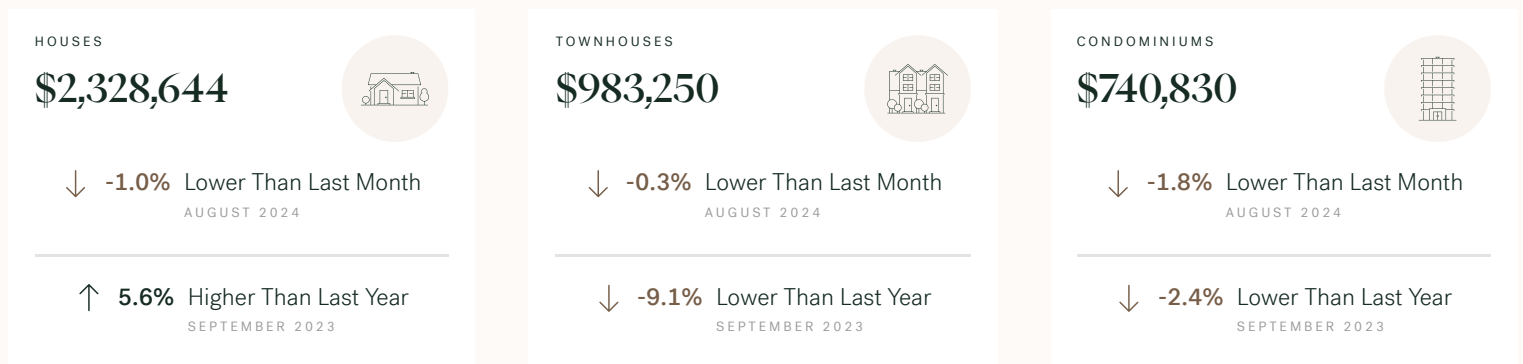 HOUSES
$2,328,644
-1.0% Lower Than Last Month
AUGUST 2024
5.6% Higher Than Last Year
SEPTEMBER 2023
TOWNHOUSES
$983,250
-0.3% Lower Than Last Month
AUGUST 2024
-9.1% Lower Than Last Year
SEPTEMBER 2023
CONDOMINIUMS
$740,830
-1.8% Lower Than Last Month
AUGUST 2024
-2.4% Lower Than Last Year
SEPTEMBER 2023